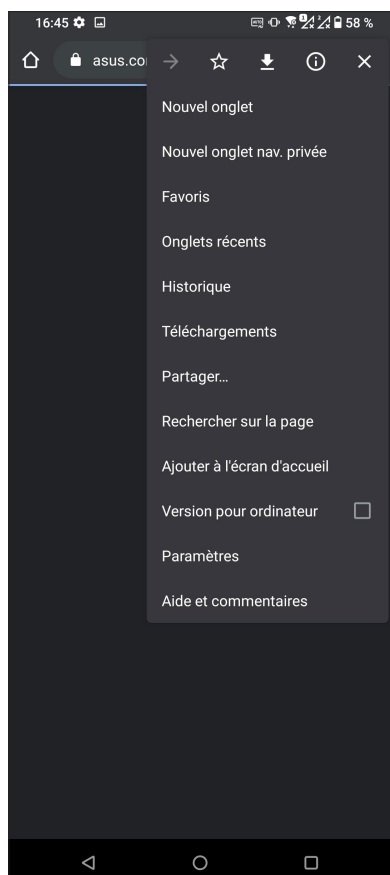 16:45 58 %
asus.co
Nouvel onglet
Nouvel onglet nav. privée
Favoris
Onglets récents
Historique
Téléchargements
Partager...
Rechercher sur la page
Ajouter à l'écran d'accueil
Version pour ordinateur
Paramètres
Aide et commentaires